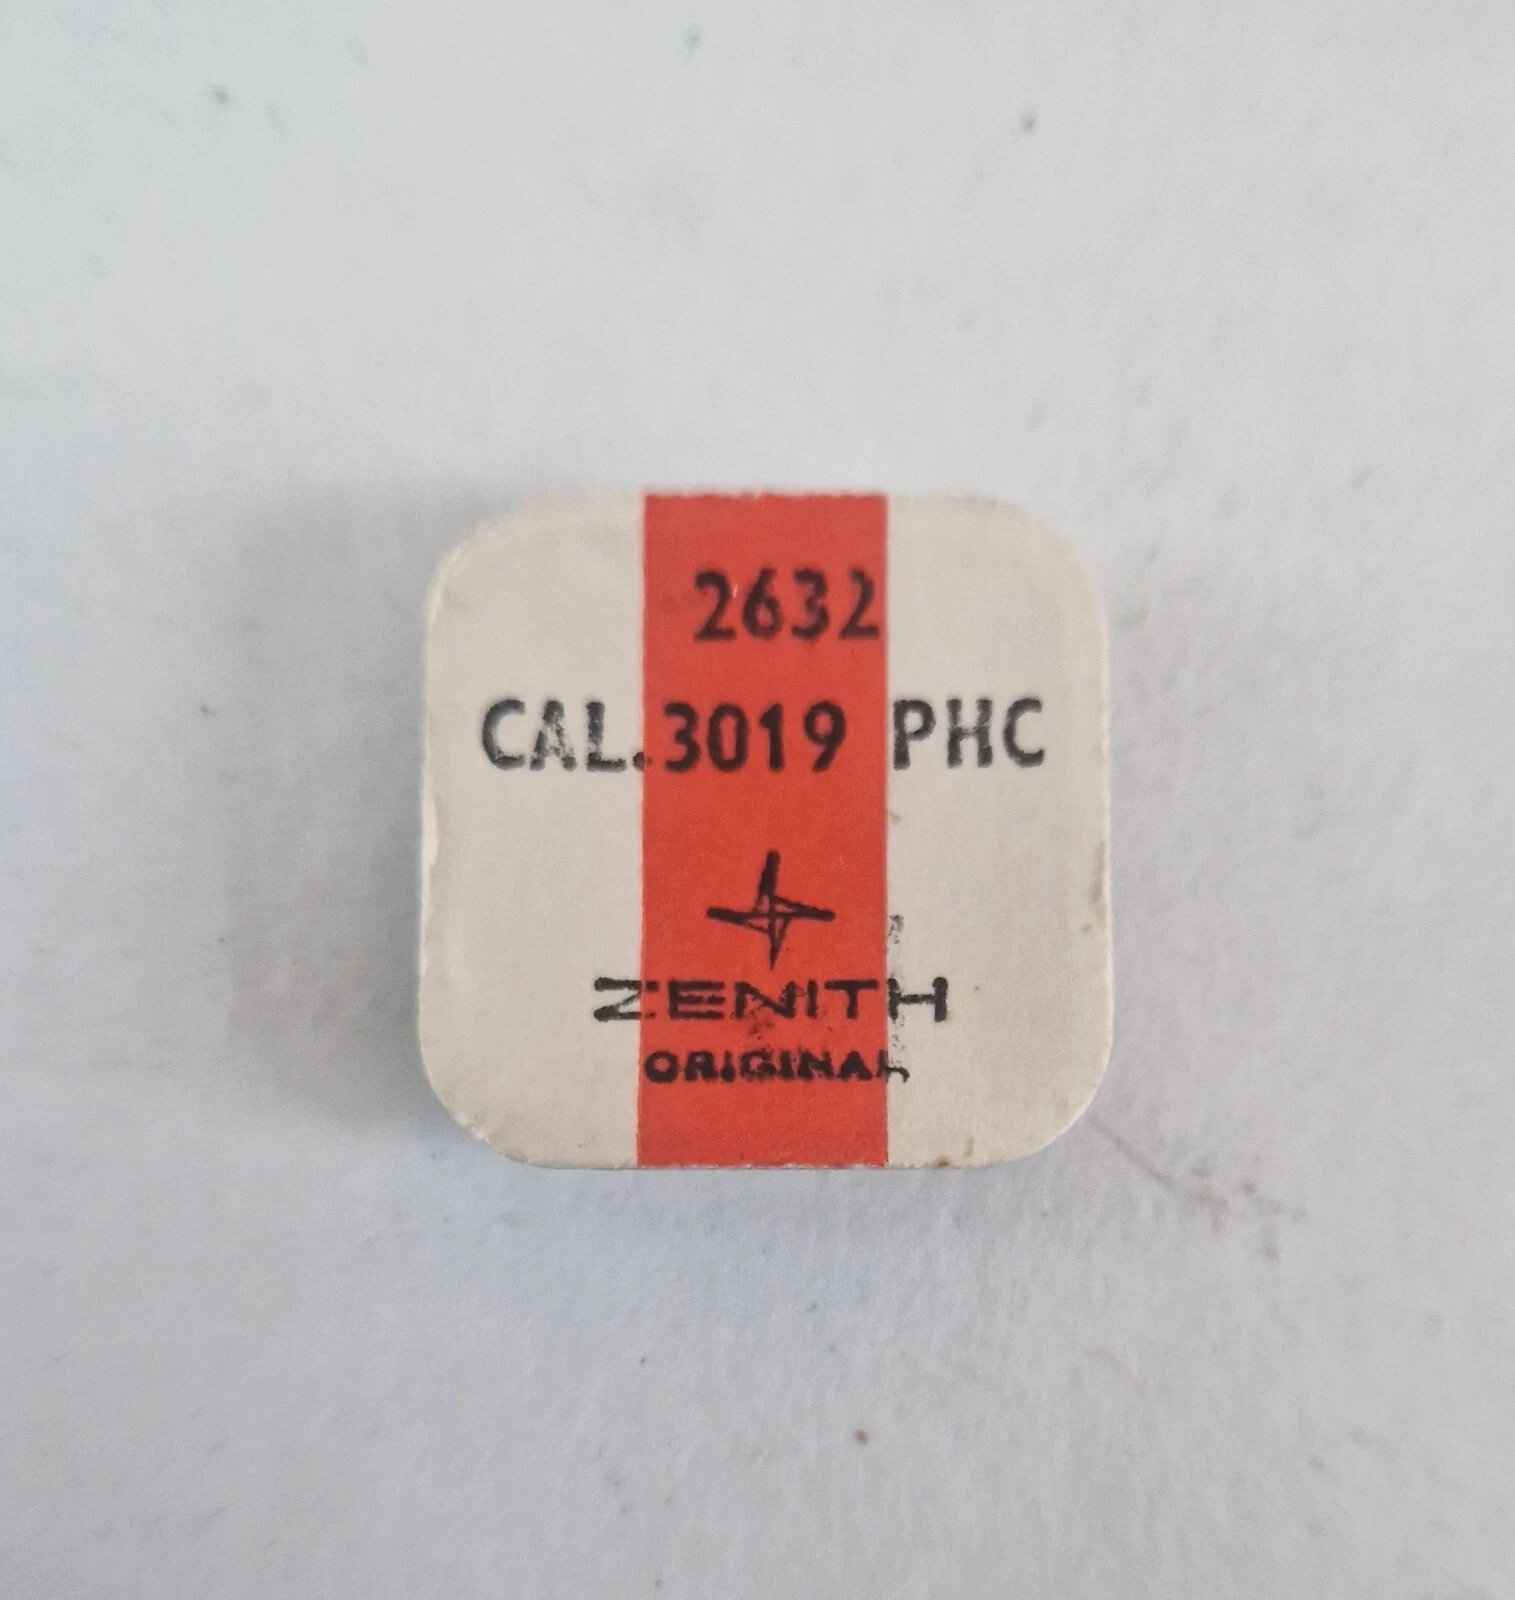 2632
CAL. 3019 PHC
ZENITH
ORIGINAL